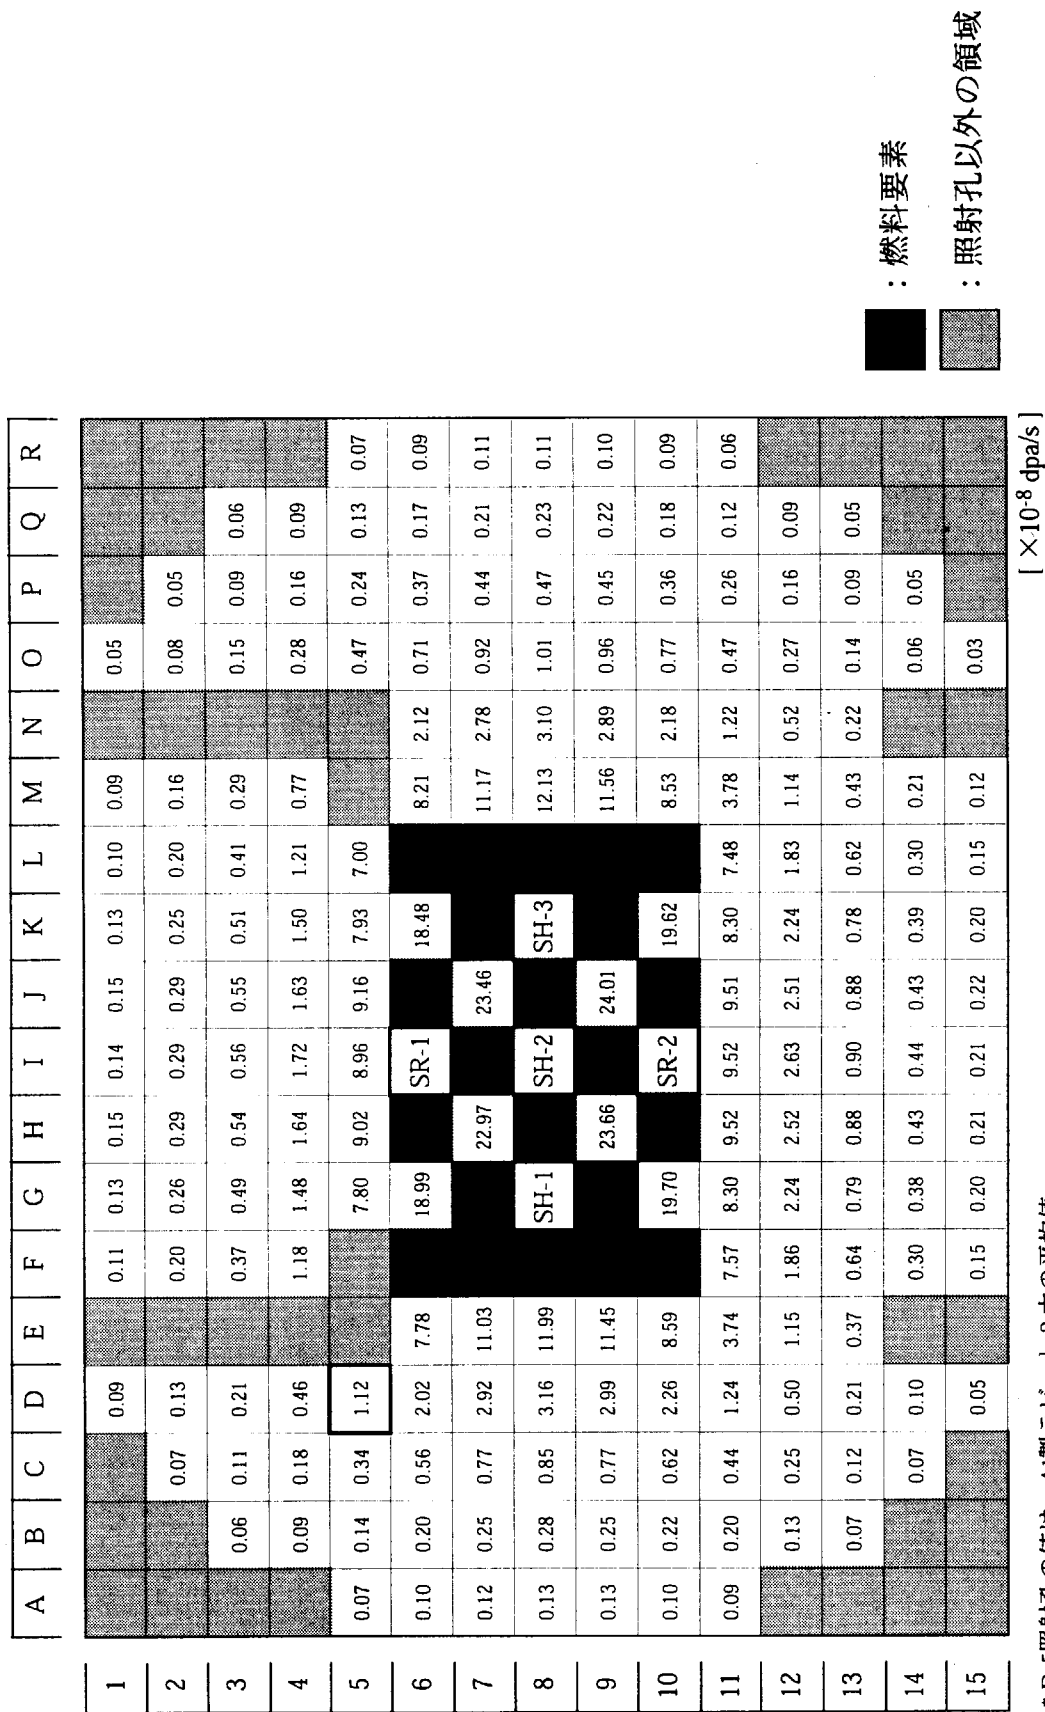 A B C D E F G H I J K L M N O P Q R
1 0.09 0.11 0.13 0.15 0.14 0.15 0.13 0.10 0.09 0.05
2 0.07 0.13 0.20 0.26 0.29 0.29 0.29 0.25 0.20 0.16 0.08 0.05
3 0.06 0.11 0.21 0.37 0.49 0.54 0.56 0.55 0.51 0.41 0.29 0.15 0.09 0.06
4 0.09 0.18 0.46 1.18 1.48 1.64 1.72 1.63 1.50 1.21 0.77 0.28 0.16 0.09
5 0.07 0.14 0.34 1.12 7.80 9.02 8.96 9.16 7.93 7.00 0.47 0.24 0.13 0.07
6 0.10 0.20 0.56 2.02 7.78 18.99 SR-1 18.48 8.21 2.12 0.71 0.37 0.17 0.09
7 0.12 0.25 0.77 2.92 11.03 22.97 23.46 11.17 2.78 0.92 0.44 0.21 0.11
8 0.13 0.28 0.85 3.16 11.99 SH-1 SH-2 SH-3 12.13 3.10 1.01 0.47 0.23 0.11
9 0.13 0.25 0.77 2.99 11.45 23.66 24.01 11.56 2.89 0.96 0.45 0.22 0.10
10 0.10 0.22 0.62 2.26 8.59 19.70 SR-2 19.62 8.53 2.18 0.77 0.36 0.18 0.09
11 0.09 0.20 0.44 1.24 3.74 7.57 8.30 9.52 9.52 9.51 8.30 7.48 3.78 1.22 0.47 0.26 0.12 0.06
12 0.13 0.25 0.50 1.15 1.86 2.24 2.52 2.63 2.51 2.24 1.83 1.14 0.52 0.27 0.16 0.09
13 0.07 0.12 0.21 0.37 0.64 0.79 0.88 0.90 0.88 0.78 0.62 0.43 0.22 0.14 0.09 0.05
14 0.07 0.10 0.30 0.38 0.43 0.44 0.43 0.39 0.30 0.21 0.06 0.05
15 0.05 0.15 0.20 0.21 0.21 0.22 0.20 0.15 0.12 0.03
[ ×10-8 dpa/s ]
：燃料要素
：照射孔以外の領域